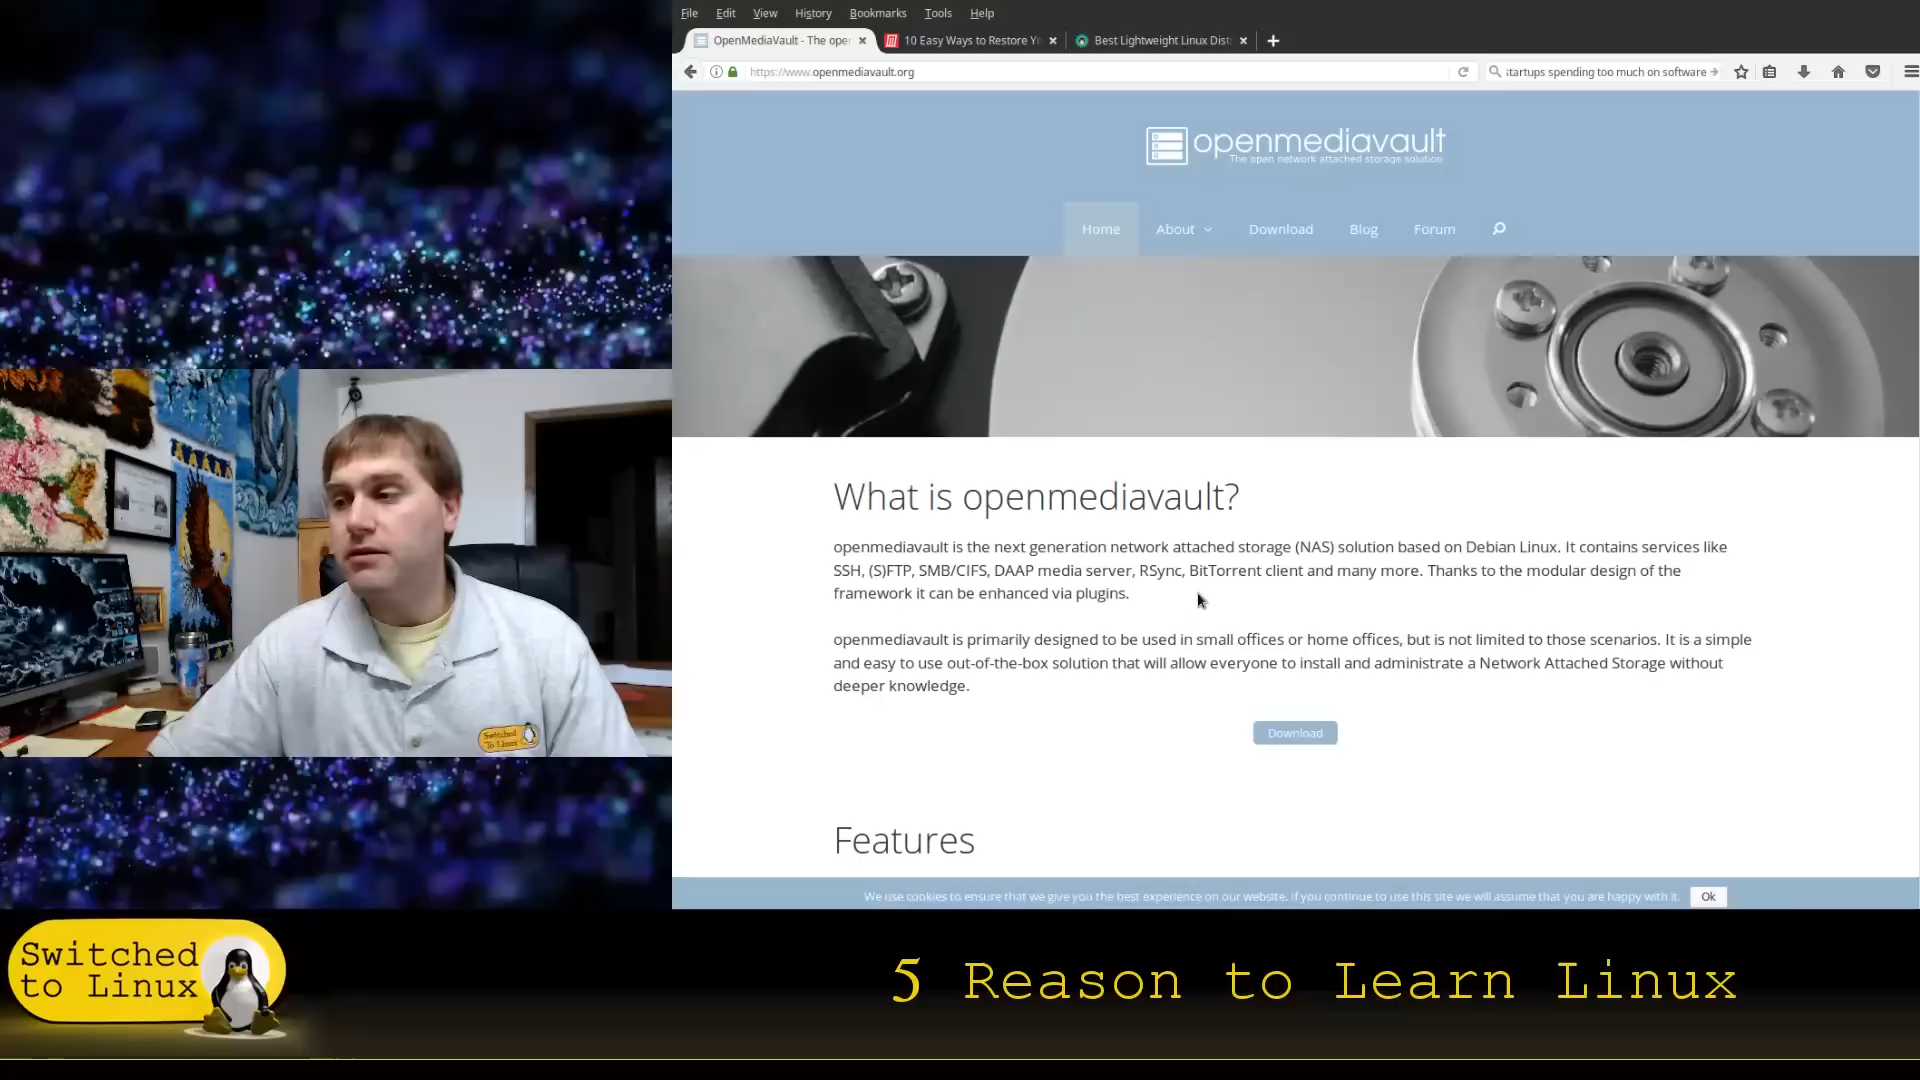 File Edit View History Bookmarks Tools Help
OpenMediaVault - The open
10 Easy Ways to Restore Y
Best Lightweight Linux Dist
https://www.openmediavault.org
startups spending too much on software
openmediavault
The open network attached storage solution
Home About Download Blog Forum
What is openmediavault?
openmediavault is the next generation network attached storage (NAS) solution based on Debian Linux. It contains services like
SSH, (S)FTP, SMB/CIFS, DAAP media server, RSync, BitTorrent client and many more. Thanks to the modular design of the
framework it can be enhanced via plugins.
openmediavault is primarily designed to be used in small offices or home offices, but is not limited to those scenarios. It is a simple
and easy to use out-of-the-box solution that will allow everyone to install and administrate a Network Attached Storage without
deeper knowledge.
Download
Features
We use cookies to ensure that we give you the best experience on our website. If you continue to use this site we will assume that you are happy with it.
Ok
Switched
To Linux
Switched
to Linux
5 Reason to Learn Linux